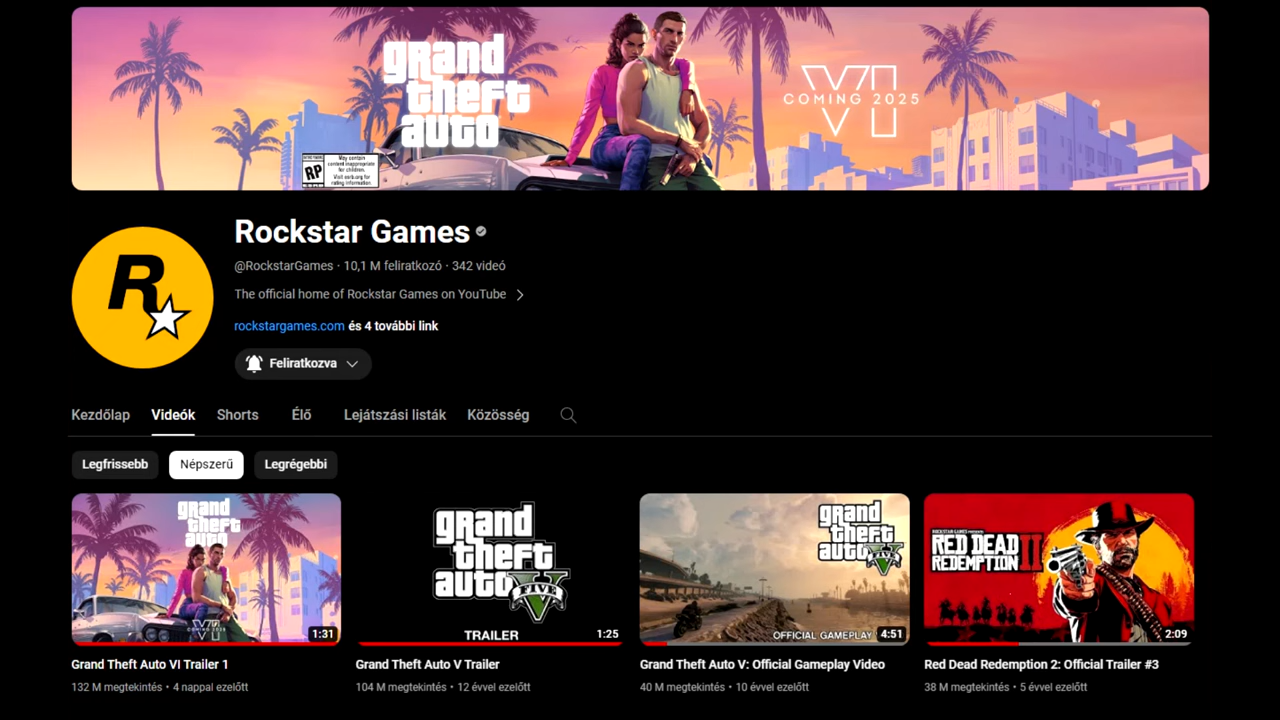 grand
theft
auto
VI
COMING 2025
RP
May contain
content inappropriate
for children.
Visit esrb.org for
rating information.
Rockstar Games
@RockstarGames · 10,1 M feliratkozó · 342 videó
The official home of Rockstar Games on YouTube
rockstargames.com és 4 további link
R
Feliratkozva
Kezdőlap Videók Shorts Élő Lejátszási listák Közösség
Legfrissebb Népszerű Legrégebbi
grand
theft
auto
VI
COMING 2025
1:31
grand
theft
auto V
FIVE
TRAILER
1:25
grand
theft
auto V
FIVE
OFFICIAL GAMEPLAY
4:51
ROCKSTAR GAMES PRESENTS
RED DEAD
REDEMPTION II
2:09
Grand Theft Auto VI Trailer 1
132 M megtekintés • 4 nappal ezelőtt
Grand Theft Auto V Trailer
104 M megtekintés • 12 évvel ezelőtt
Grand Theft Auto V: Official Gameplay Video
40 M megtekintés • 10 évvel ezelőtt
Red Dead Redemption 2: Official Trailer #3
38 M megtekintés • 5 évvel ezelőtt